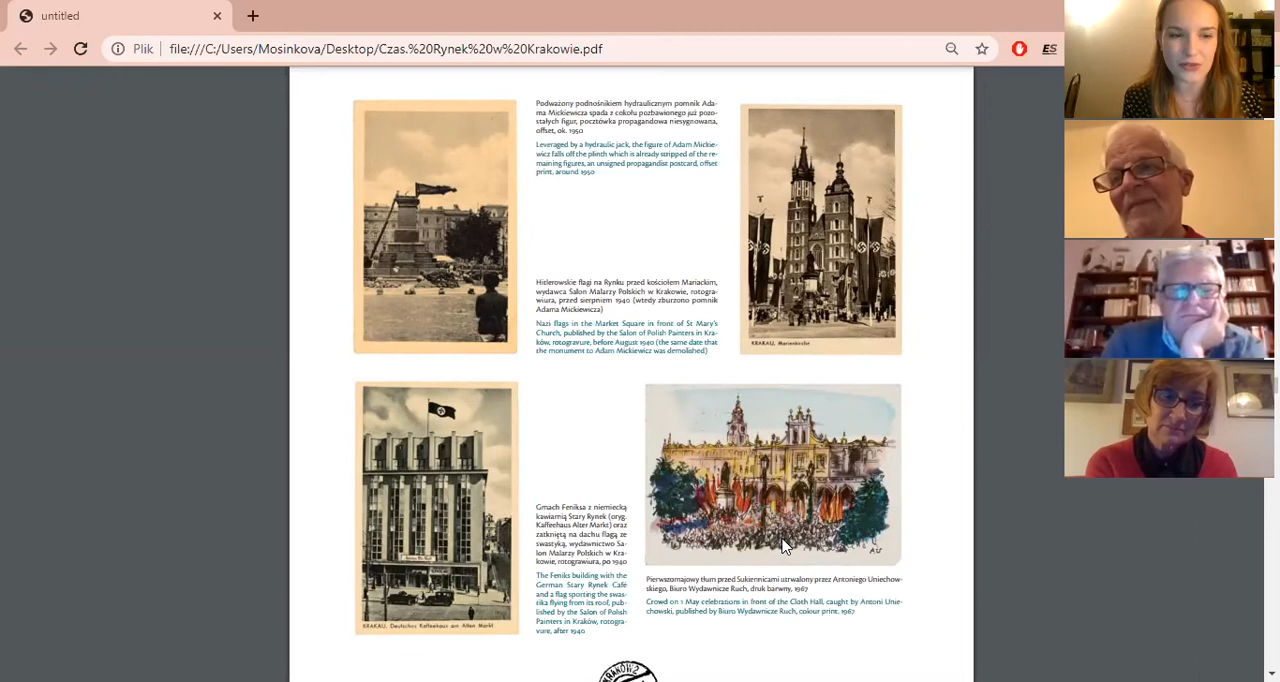 untitled
Plik
file:///C:/Users/Mosinkova/Desktop/Czas.%20Rynek%20w%20Krakowie.pdf
ES
Podważony podnośnikiem hydraulicznym pomnik Ada-
ma Mickiewicza spada z cokołu pozbawionego już pozo-
stałych figur, pocztówka propagandowa niesygnowana,
offset, ok. 1950
Leveraged by a hydraulic jack, the figure of Adam Mickie-
wicz falls off the plinth which is already stripped of the re-
maining figures, an unsigned propagandist postcard, offset
print, around 1950
Hitlerowskie flagi na Rynku przed kościołem Mariackim,
wydawca Salon Malarzy Polskich w Krakowie, rotogra-
wiura, przed sierpniem 1940 (wtedy zburzono pomnik
Adama Mickiewicza)
Nazi flags in the Market Square in front of St Mary's
Church, published by the Salon of Polish Painters in Kra-
ków, rotogravure, before August 1940 (the same date that
the monument to Adam Mickiewicz was demolished)
KRAKAU, Marienkirche
Gmach Feniksa z niemiecką
kawiarnią Stary Rynek (oryg.
Kaffeehaus Alter Markt) oraz
zatkniętą na dachu flagą ze
swastyką, wydawnictwo Sa-
lon Malarzy Polskich w Kra-
kowie, rotograwiura, po 1940
The Feniks building with the
German Stary Rynek Café
and a flag sporting the swas-
tika flying from its roof, pub-
lished by the Salon of Polish
Painters in Kraków, rotogra-
vure, after 1940
KRAKAU, Deutsches Kaffeehaus am Alten Markt.
AU
Pierwszomajowy tłum przed Sukiennicami utrwalony przez Antoniego Uniechow-
skiego, Biuro Wydawnicze Ruch, druk barwny, 1967
Crowd on 1 May celebrations in front of the Cloth Hall, caught by Antoni Unie-
chowski, published by Biuro Wydawnicze Ruch, colour print, 1967
KRAKÓW 2